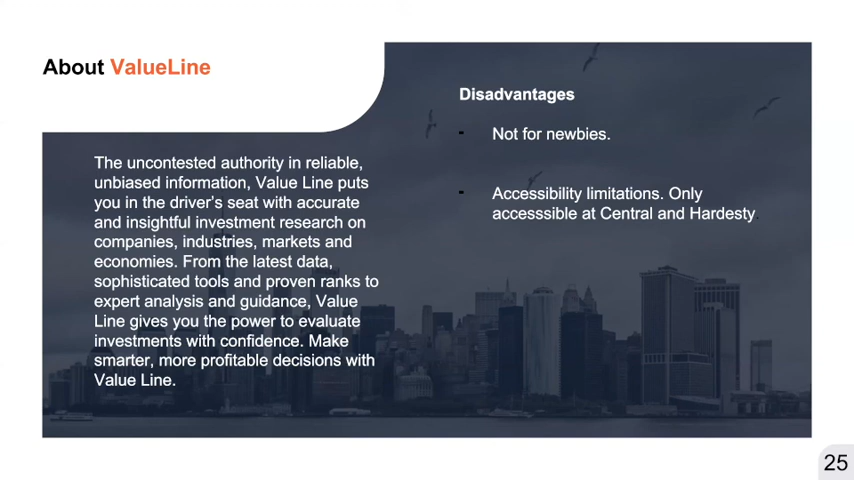 About ValueLine
The uncontested authority in reliable,
unbiased information, Value Line puts
you in the driver's seat with accurate
and insightful investment research on
companies, industries, markets and
economies. From the latest data,
sophisticated tools and proven ranks to
expert analysis and guidance, Value
Line gives you the power to evaluate
investments with confidence. Make
smarter, more profitable decisions with
Value Line.
Disadvantages
- Not for newbies.
- Accessibility limitations. Only
accesssible at Central and Hardesty.
25